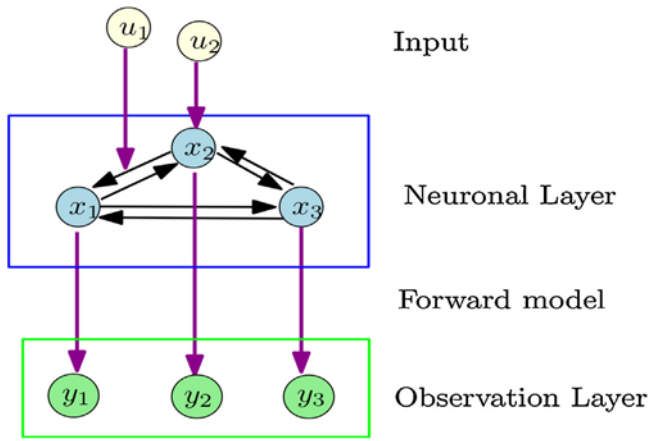 u₁ u₂ Input
x₂
x₁ x₃ Neuronal Layer
Forward model
y₁ y₂ y₃ Observation Layer